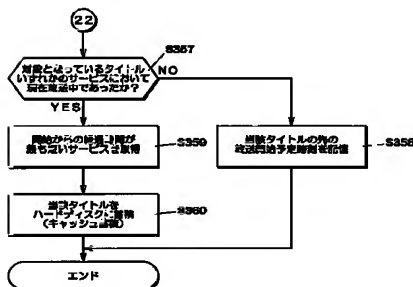 22
S357
対象となっているタイトル
いずれかのサービスにおいて
現在放送中であったか？
NO
YES
開始からの経過時間が
最も短いサービスを取得
S359
当該タイトルの先の
放送開始予定時刻を記憶
S358
当該タイトルを
ハードディスクに蓄積
（キャッシュ蓄積）
S360
エンド